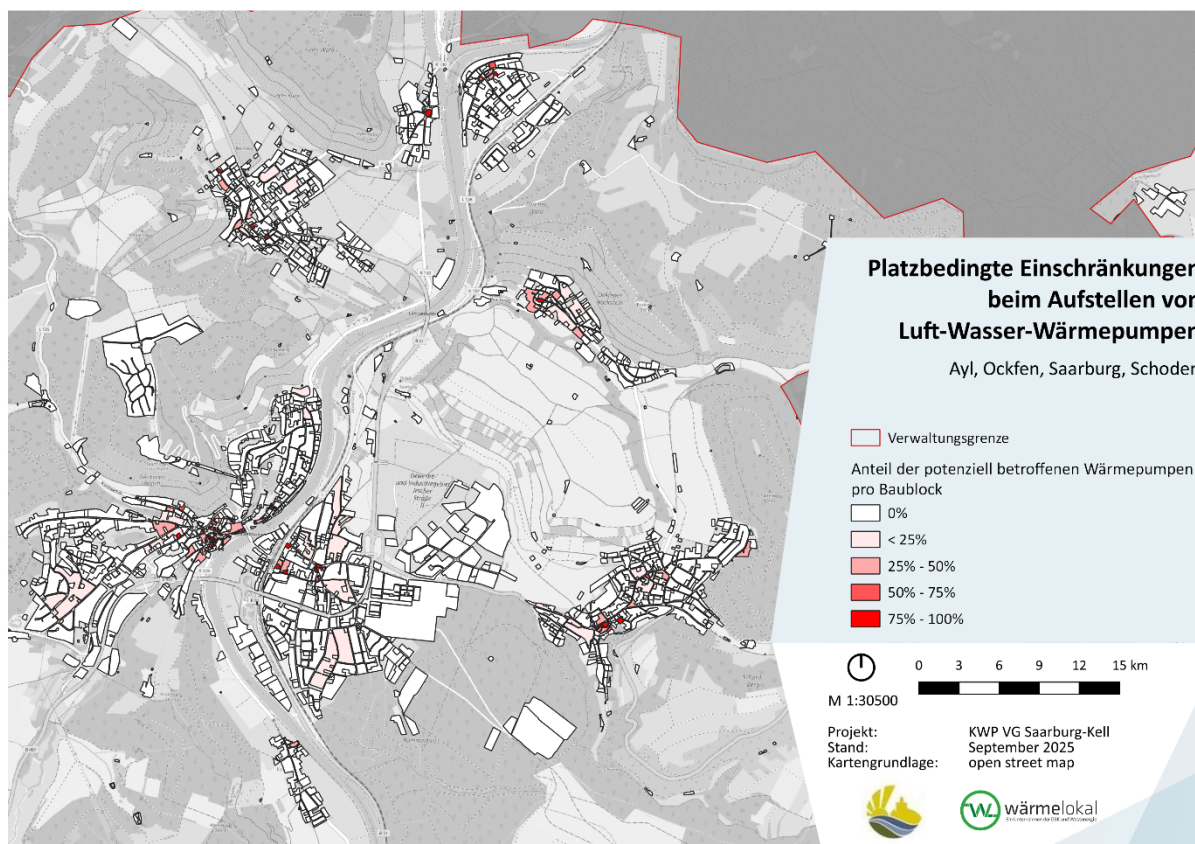 Platzbedingte Einschränkunger
beim Aufstellen vor
Luft-Wasser-Wärmepumper
Ayl, Ockfen, Saarburg, Schoder
Verwaltungsgrenze
Anteil der potenziell betroffenen Wärmepumpen
pro Baublock
0%
< 25%
25% - 50%
50% - 75%
75% - 100%
0 3 6 9 12 15 km
M 1:30500
Projekt: KWP VG Saarburg-Kell
Stand: September 2025
Kartengrundlage: open street map
wärmelokal